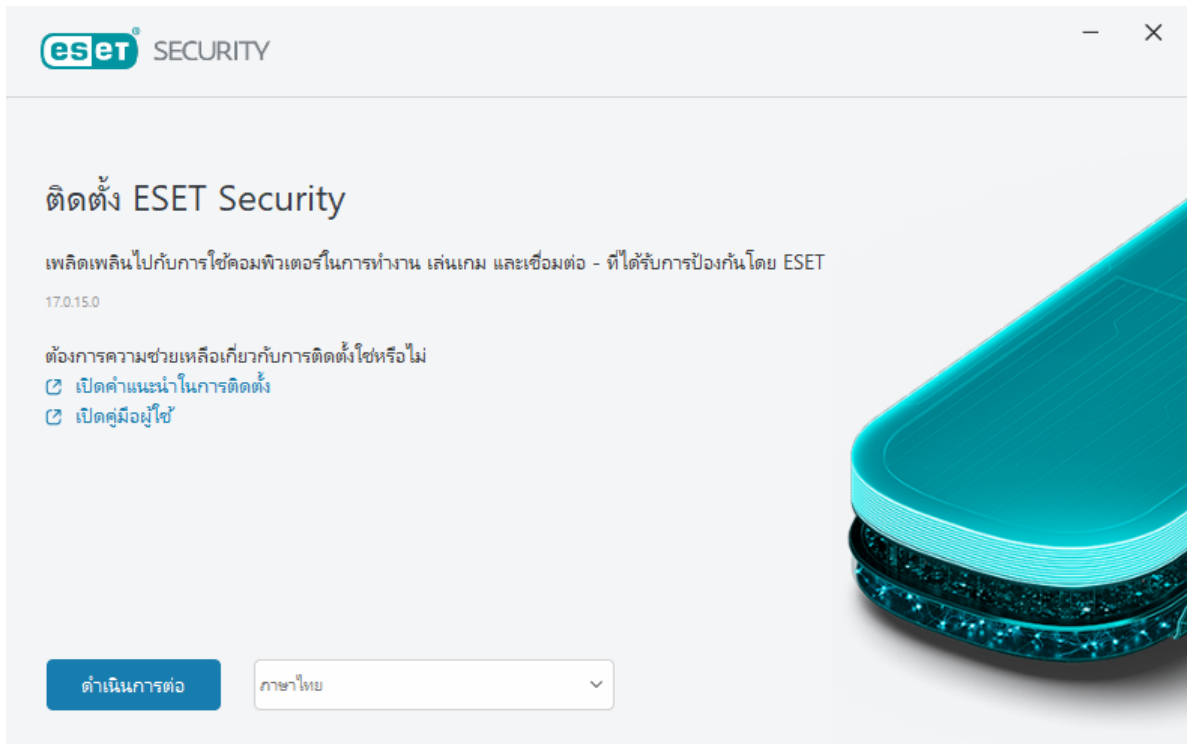 eset® SECURITY
ติดตั้ง ESET Security
เพลิดเพลินไปกับการใช้คอมพิวเตอร์ในการทำงาน เล่นเกม และเชื่อมต่อ - ที่ได้รับการป้องกันโดย ESET
17.0.15.0
ต้องการความช่วยเหลือเกี่ยวกับการติดตั้งใช่หรือไม่
เปิดคำแนะนำในการติดตั้ง
เปิดคู่มือผู้ใช้
ดำเนินการต่อ ภาษาไทย